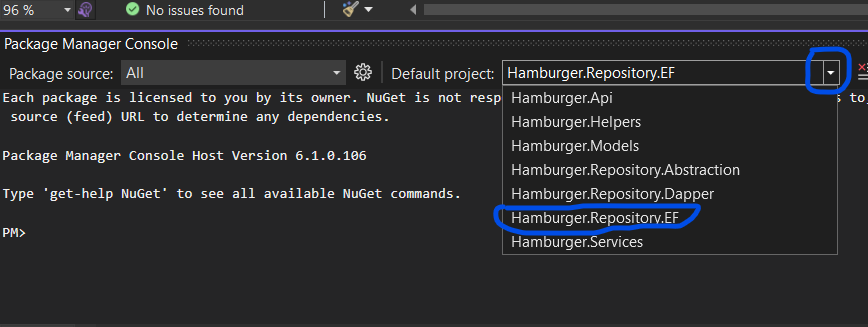 96 %
No issues found
Package Manager Console
Package source: All
Default project: Hamburger.Repository.EF
Each package is licensed to you by its owner. NuGet is not resp
s to,
source (feed) URL to determine any dependencies.
Package Manager Console Host Version 6.1.0.106
Type 'get-help NuGet' to see all available NuGet commands.
PM>
Hamburger.Api
Hamburger.Helpers
Hamburger.Models
Hamburger.Repository.Abstraction
Hamburger.Repository.Dapper
Hamburger.Repository.EF
Hamburger.Services